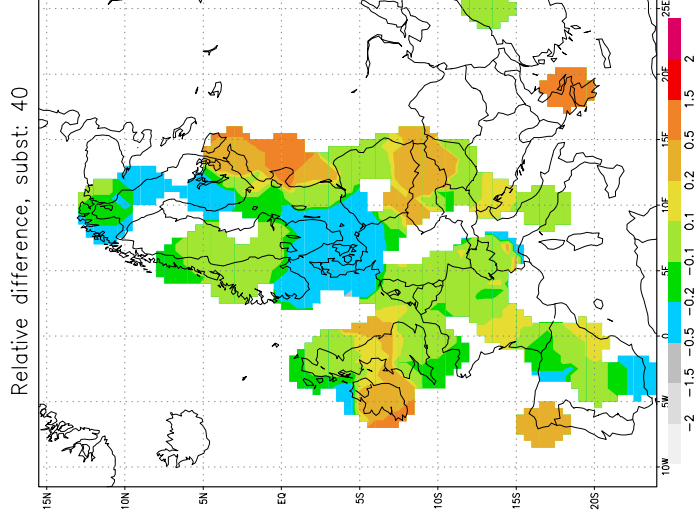 Relative difference, subst: 40
15N
10N
5N
EQ
5S
10S
15S
20S
10W 5W 0 5E 10E 15E 20E 25E
−2 −1.5 −0.5 −0.2 −0.1 0.1 0.2 0.5 1.5 2